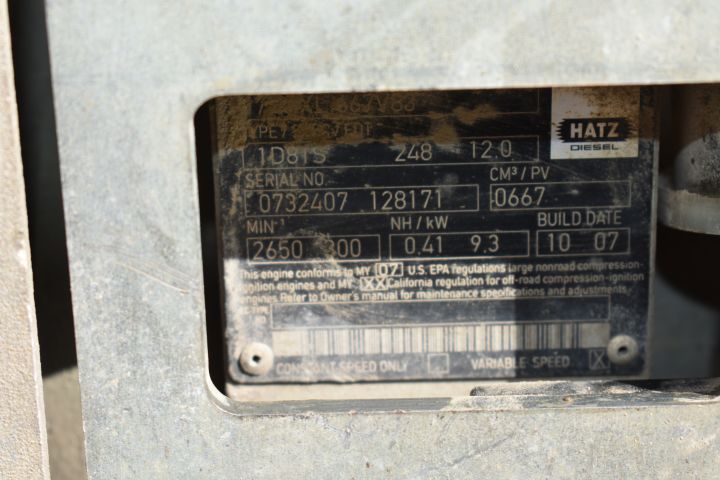 HATZ
DIESEL
1D81S 248 12.0
SERIAL NO. CM³ / PV
0732407 128171 0667
MIN-¹ NH / kW BUILD DATE
2650 300 0.41 9.3 10 07
This engine conforms to MY 07 U.S. EPA regulations large nonroad compression-
ignition engines and MY XX California regulation for off-road compression-ignition
engines. Refer to Owner's manual for maintenance specifications and adjustments.
CONSTANT SPEED ONLY VARIABLE SPEED X